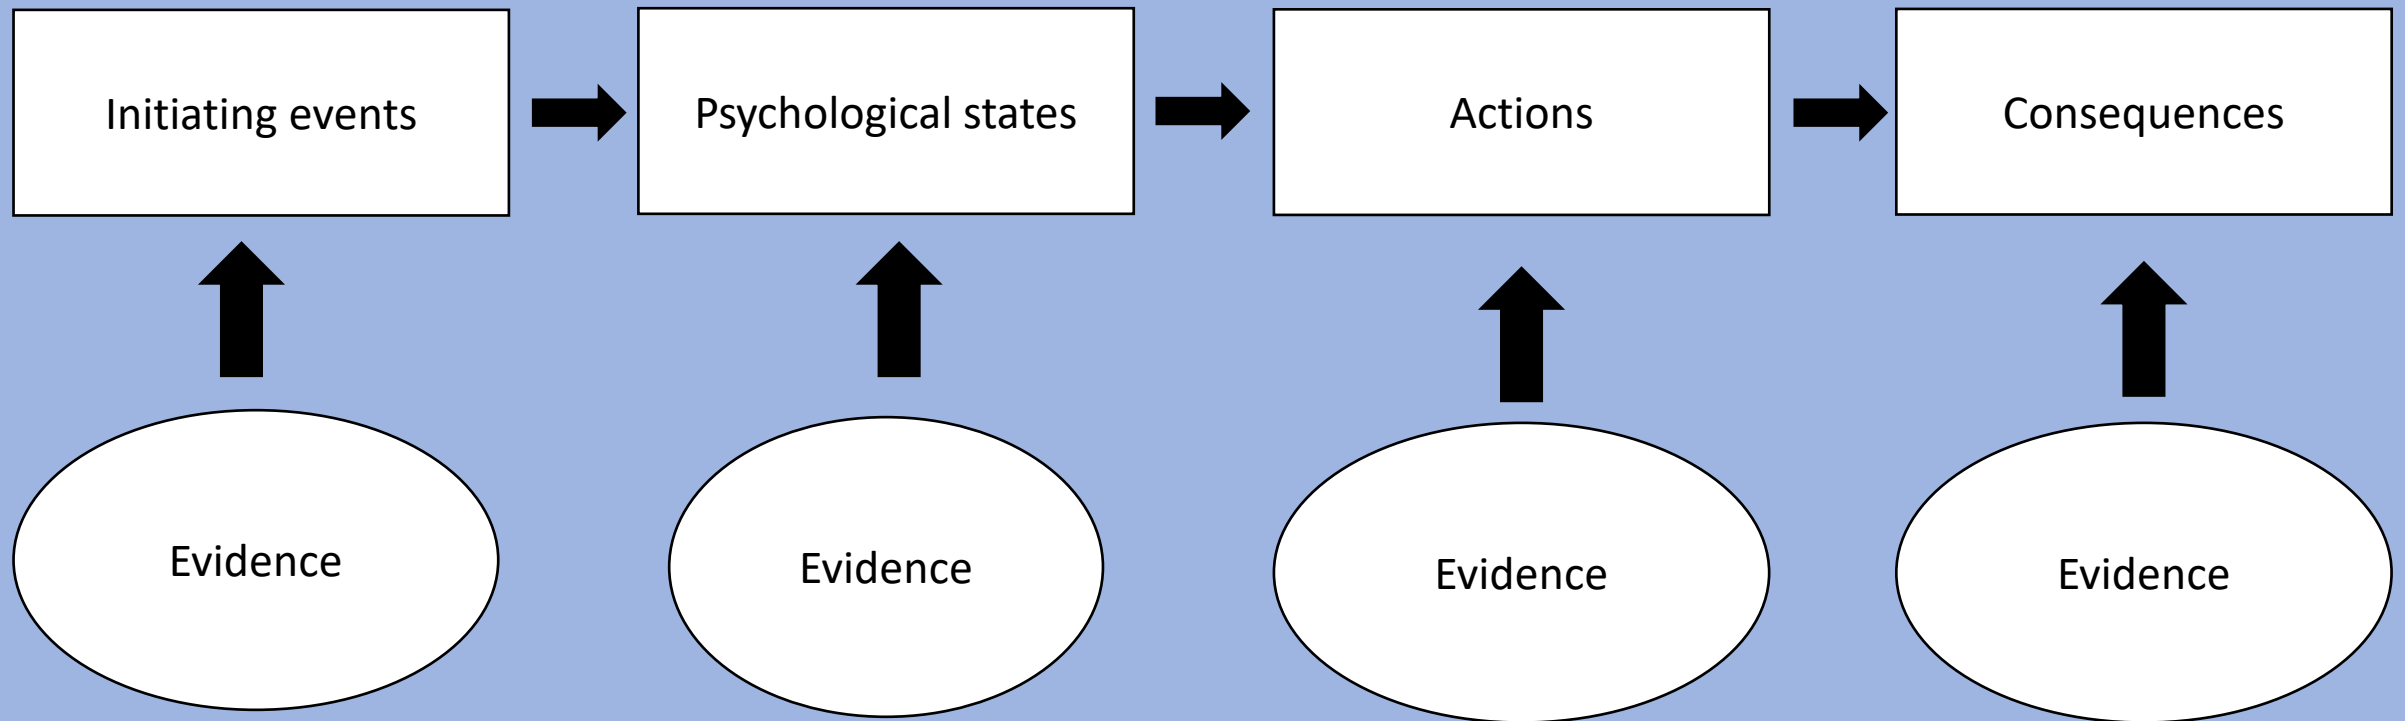 Initiating events
Psychological states
Actions
Consequences
Evidence
Evidence
Evidence
Evidence